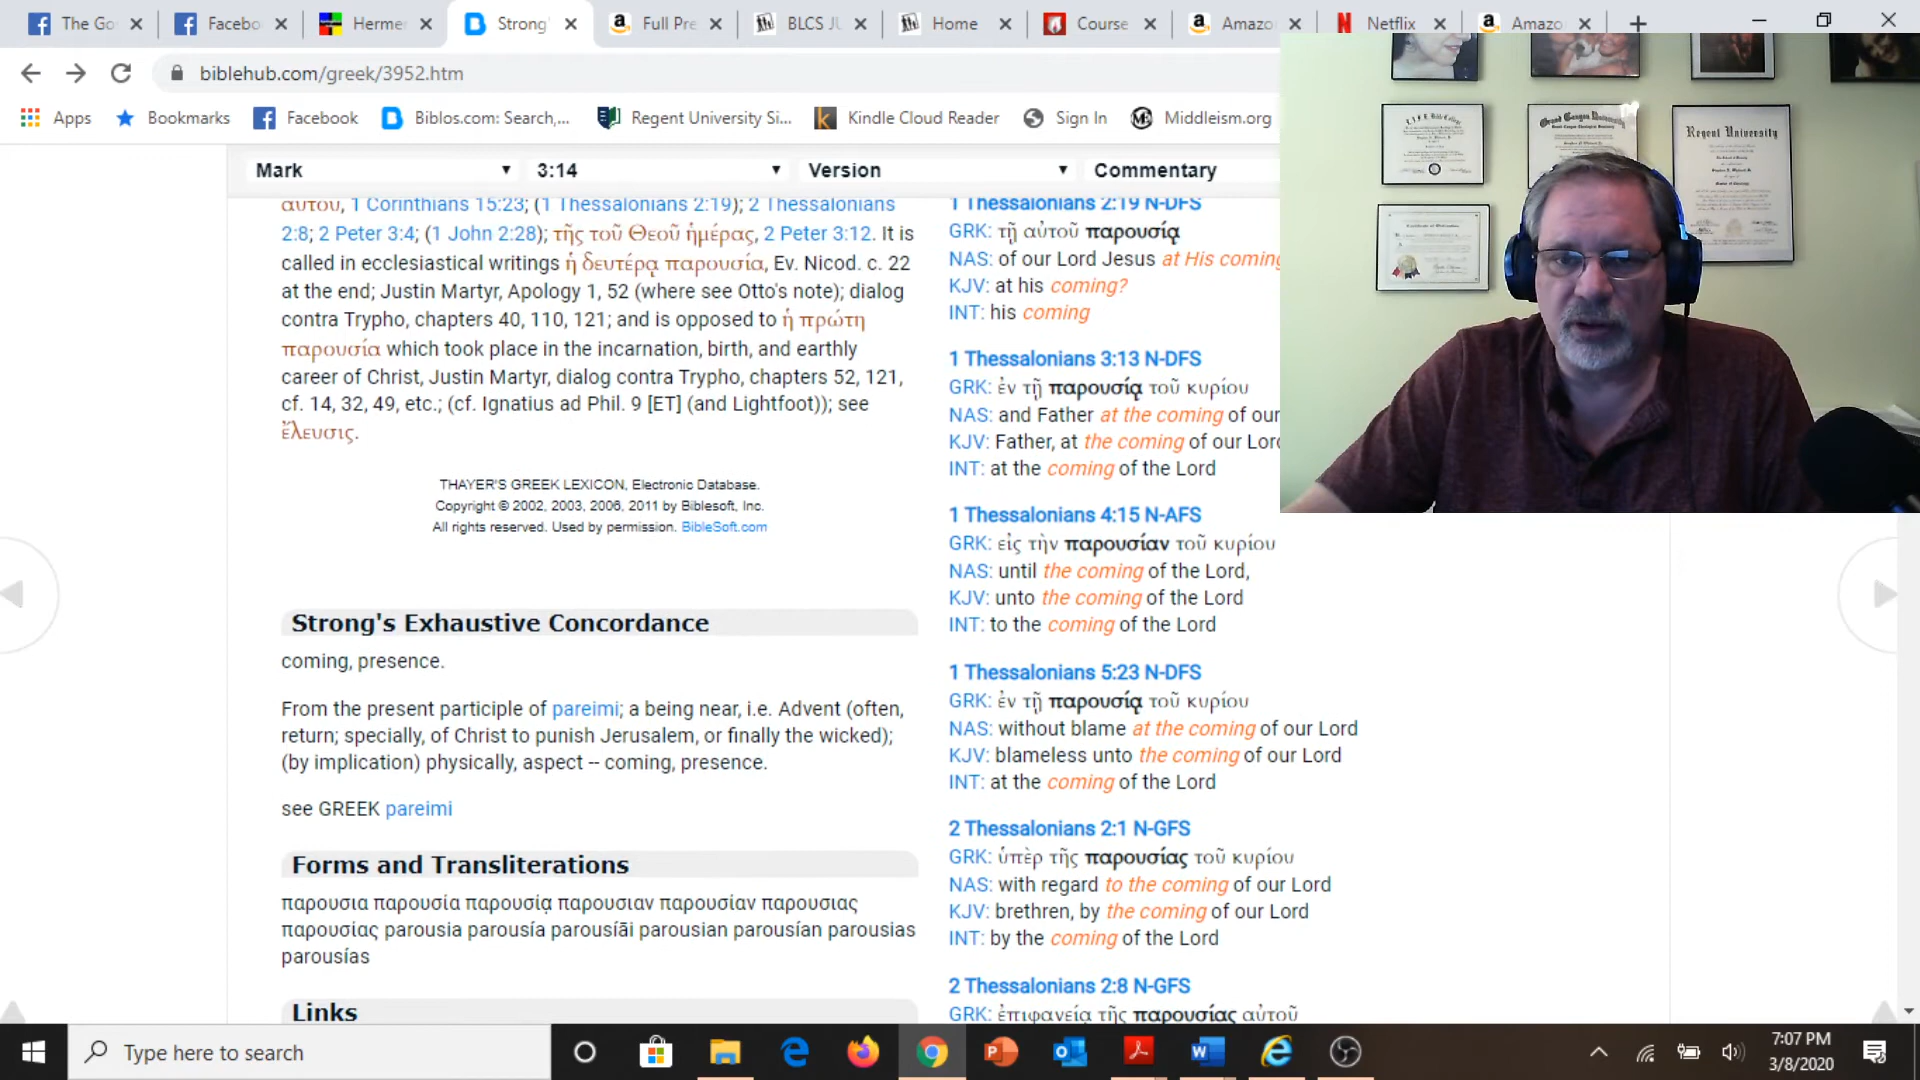 The Go
Facebo
Herme
Strong'
Full Pre
BLCS JU
Home
Course
Amazo
Netflix
Amazo
biblehub.com/greek/3952.htm
Apps
Bookmarks
Facebook
Biblos.com: Search,...
Regent University Si...
Kindle Cloud Reader
Sign In
Middleism.org
Mark
3:14
Version
Commentary
αυτου, 1 Corinthians 15:23; (1 Thessalonians 2:19); 2 Thessalonians
2:8; 2 Peter 3:4; (1 John 2:28); τῆς τοῦ Θεοῦ ἡμέρας, 2 Peter 3:12. It is
called in ecclesiastical writings ἡ δευτέρᾳ παρουσία, Ev. Nicod. c. 22
at the end; Justin Martyr, Apology 1, 52 (where see Otto's note); dialog
contra Trypho, chapters 40, 110, 121; and is opposed to ἡ πρώτη
παρουσία which took place in the incarnation, birth, and earthly
career of Christ, Justin Martyr, dialog contra Trypho, chapters 52, 121,
cf. 14, 32, 49, etc.; (cf. Ignatius ad Phil. 9 [ET] (and Lightfoot)); see
ἔλευσις.
THAYER'S GREEK LEXICON, Electronic Database.
Copyright © 2002, 2003, 2006, 2011 by Biblesoft, Inc.
All rights reserved. Used by permission. BibleSoft.com
Strong's Exhaustive Concordance
coming, presence.
From the present participle of pareimi; a being near, i.e. Advent (often,
return; specially, of Christ to punish Jerusalem, or finally the wicked);
(by implication) physically, aspect -- coming, presence.
see GREEK pareimi
Forms and Transliterations
παρουσια παρουσία παρουσίᾳ παρουσιαν παρουσίαν παρουσιας
παρουσίας parousia parousía parousíāi parousian parousían parousias
parousías
Links
1 Thessalonians 2:19 N-DFS
GRK: τῇ αὐτοῦ παρουσίᾳ
NAS: of our Lord Jesus at His coming
KJV: at his coming?
INT: his coming
1 Thessalonians 3:13 N-DFS
GRK: ἐν τῇ παρουσίᾳ τοῦ κυρίου
NAS: and Father at the coming of our
KJV: Father, at the coming of our Lord
INT: at the coming of the Lord
1 Thessalonians 4:15 N-AFS
GRK: εἰς τὴν παρουσίαν τοῦ κυρίου
NAS: until the coming of the Lord,
KJV: unto the coming of the Lord
INT: to the coming of the Lord
1 Thessalonians 5:23 N-DFS
GRK: ἐν τῇ παρουσίᾳ τοῦ κυρίου
NAS: without blame at the coming of our Lord
KJV: blameless unto the coming of our Lord
INT: at the coming of the Lord
2 Thessalonians 2:1 N-GFS
GRK: ὑπὲρ τῆς παρουσίας τοῦ κυρίου
NAS: with regard to the coming of our Lord
KJV: brethren, by the coming of our Lord
INT: by the coming of the Lord
2 Thessalonians 2:8 N-GFS
GRK: ἐπιφανείᾳ τῆς παρουσίας αὐτοῦ
L.I.F.E. Bible College
Grand Canyon University
Regent University
Type here to search
7:07 PM
3/8/2020